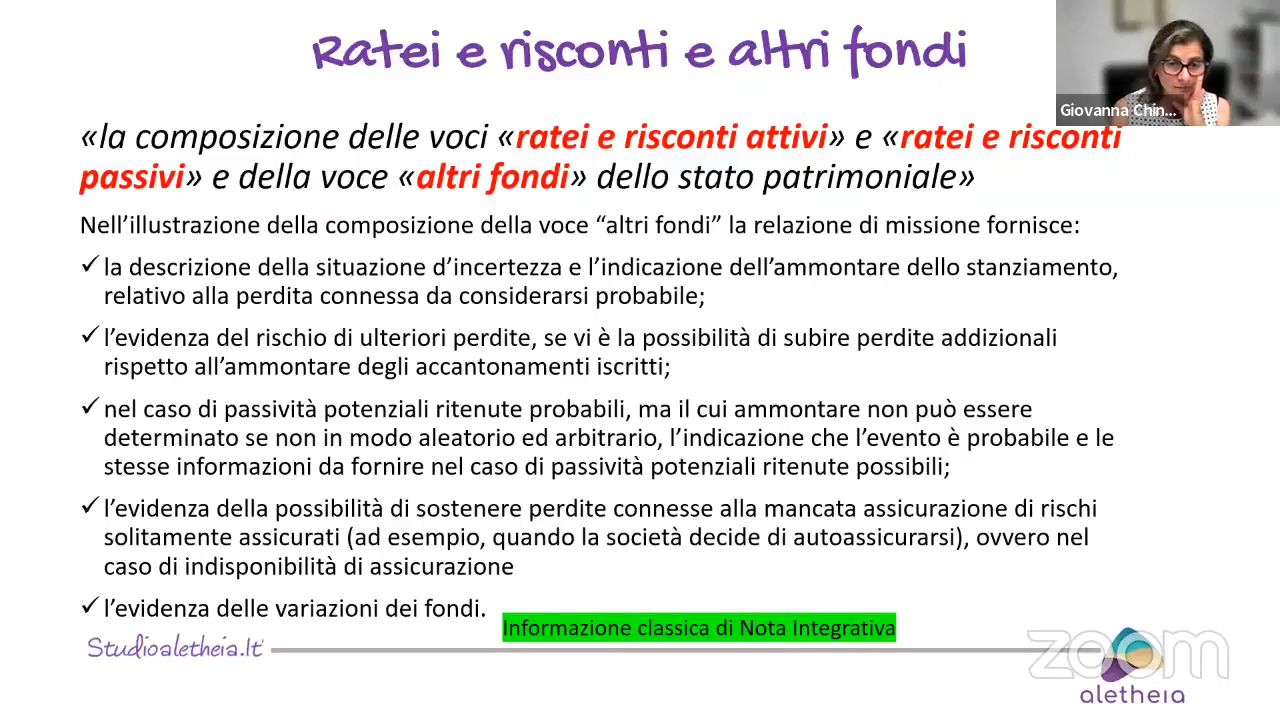 Ratei e risconti e altri fondi
Giovanna Chin...
«la composizione delle voci «ratei e risconti attivi» e «ratei e risconti
passivi» e della voce «altri fondi» dello stato patrimoniale»
Nell’illustrazione della composizione della voce “altri fondi” la relazione di missione fornisce:
✓la descrizione della situazione d’incertezza e l’indicazione dell’ammontare dello stanziamento,
relativo alla perdita connessa da considerarsi probabile;
✓l’evidenza del rischio di ulteriori perdite, se vi è la possibilità di subire perdite addizionali
rispetto all’ammontare degli accantonamenti iscritti;
✓nel caso di passività potenziali ritenute probabili, ma il cui ammontare non può essere
determinato se non in modo aleatorio ed arbitrario, l’indicazione che l’evento è probabile e le
stesse informazioni da fornire nel caso di passività potenziali ritenute possibili;
✓l’evidenza della possibilità di sostenere perdite connesse alla mancata assicurazione di rischi
solitamente assicurati (ad esempio, quando la società decide di autoassicurarsi), ovvero nel
caso di indisponibilità di assicurazione
✓l’evidenza delle variazioni dei fondi.
Informazione classica di Nota Integrativa
Studioaletheia.It
zoom
aletheia